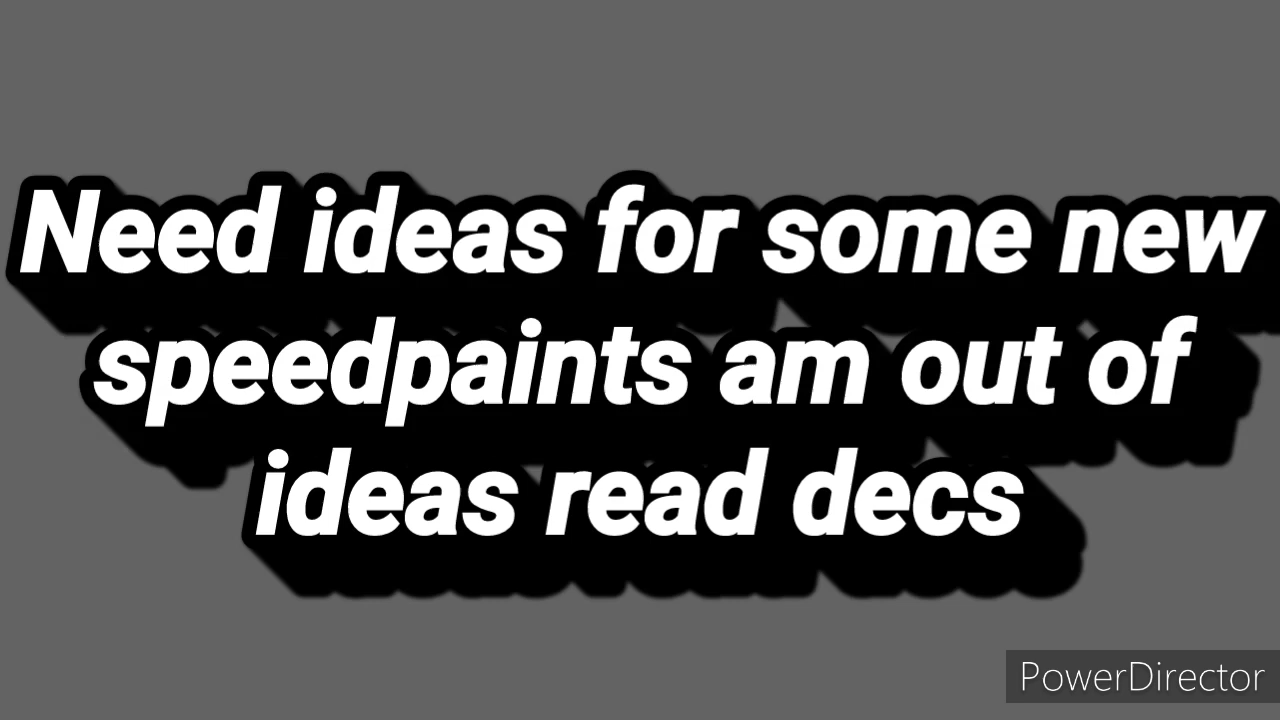 Need ideas for some new
speedpaints am out of
ideas read decs
PowerDirector